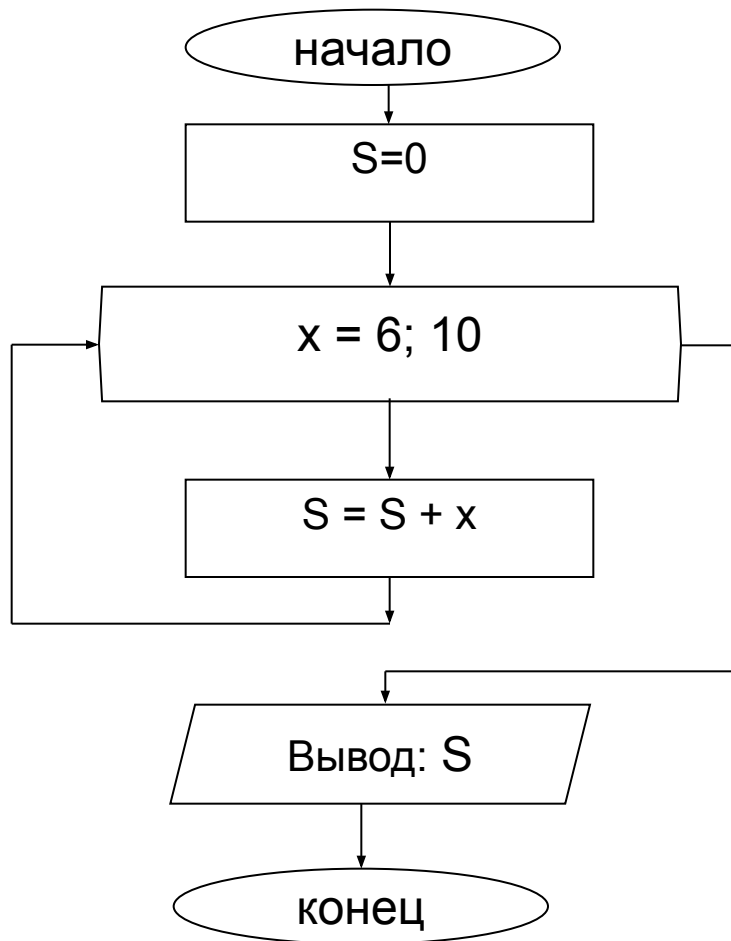 начало
S=0
x = 6; 10
S = S + x
Вывод: S
конец